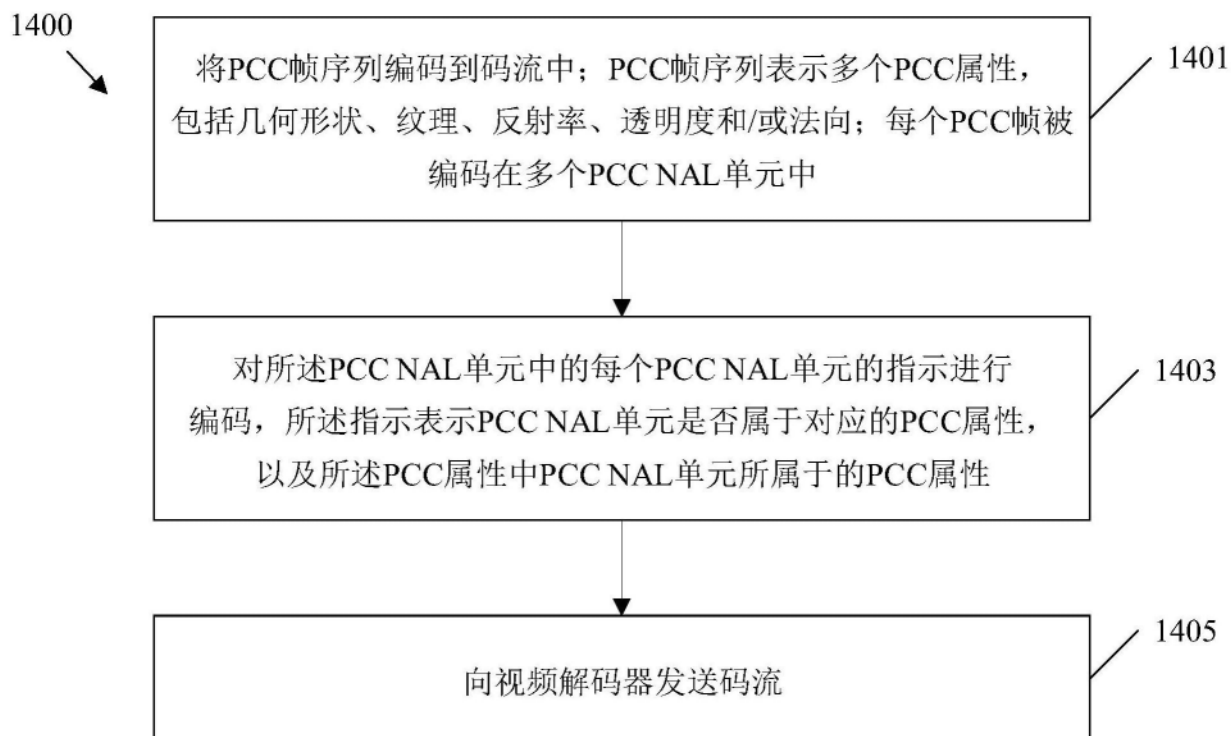 1400
将PCC帧序列编码到码流中；PCC帧序列表示多个PCC属性，
包括几何形状、纹理、反射率、透明度和/或法向；每个PCC帧被
编码在多个PCC NAL单元中
1401
对所述PCC NAL单元中的每个PCC NAL单元的指示进行
编码，所述指示表示PCC NAL单元是否属于对应的PCC属性，
以及所述PCC属性中PCC NAL单元所属于的PCC属性
1403
向视频解码器发送码流
1405